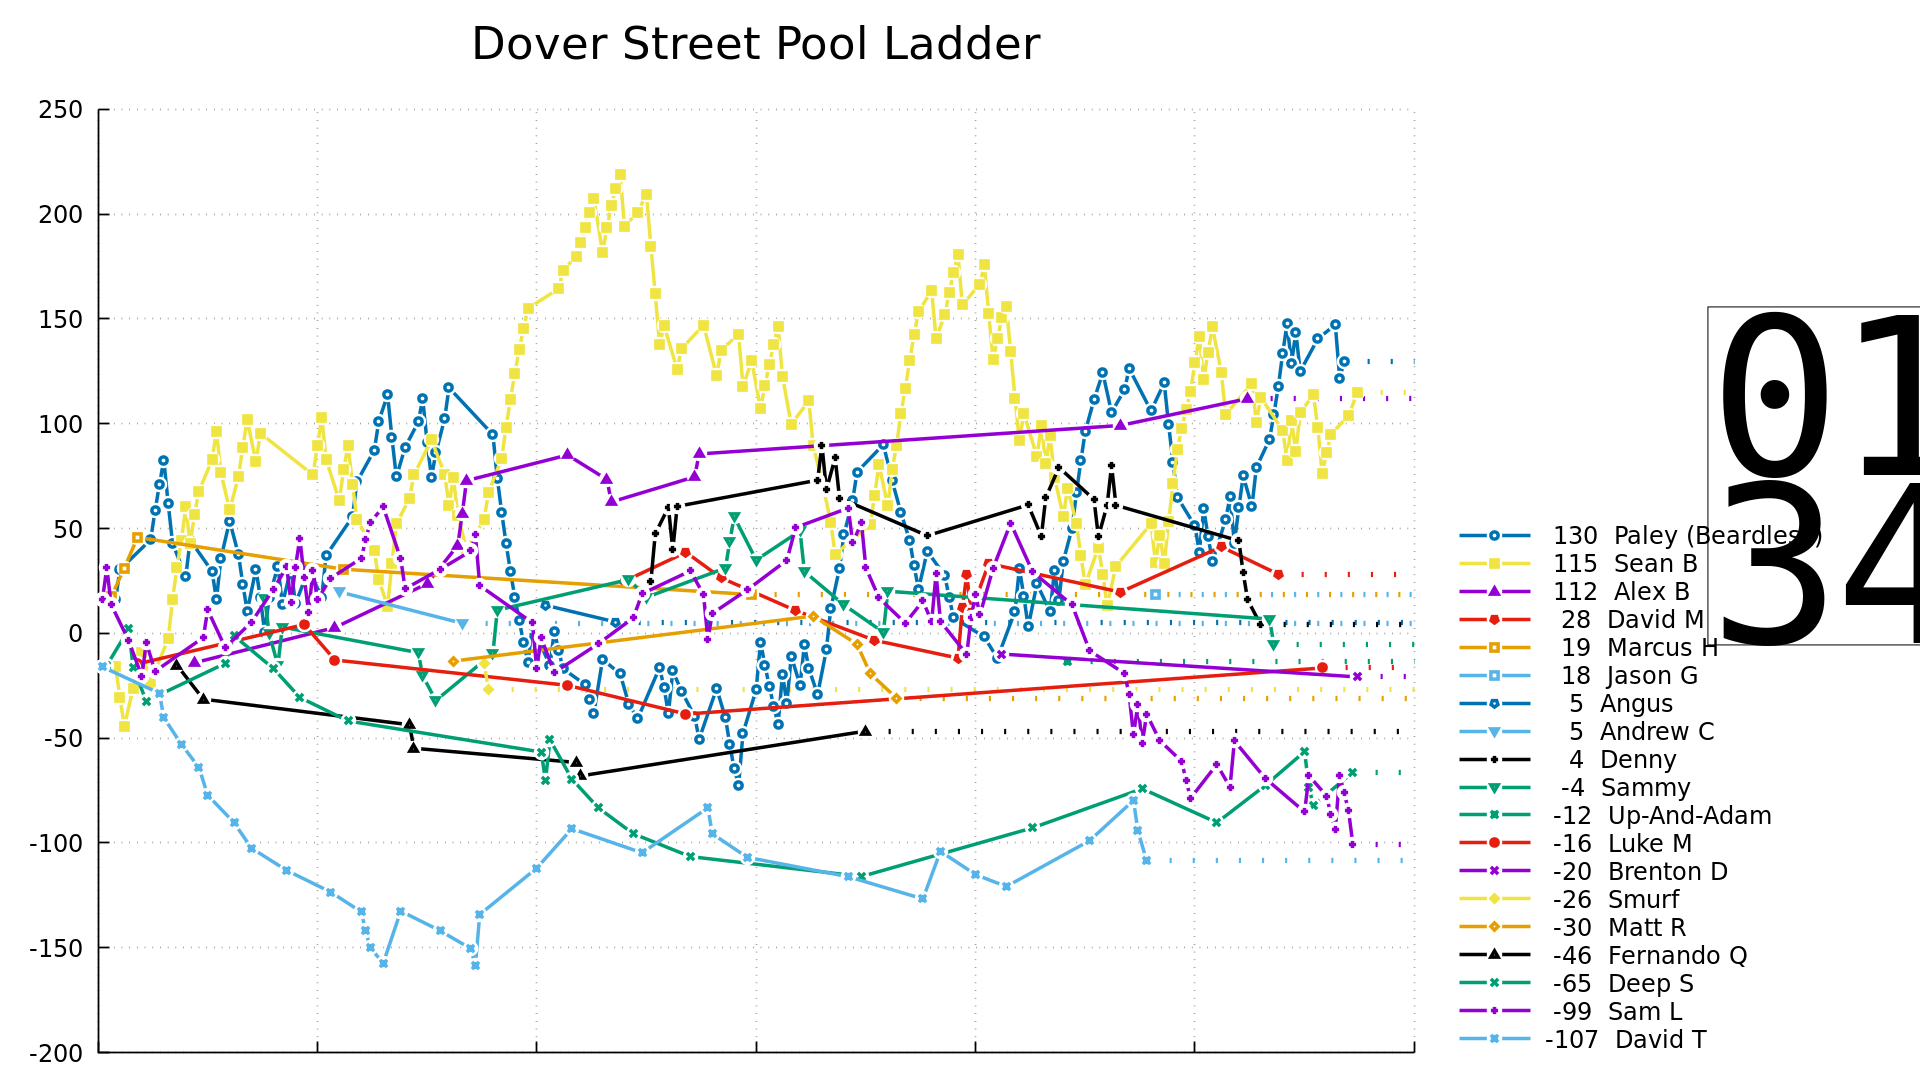 Dover Street Pool Ladder
250
200
150
100
50
0
-50
-100
-150
-200
01
34
130 Paley (Beardless)
115 Sean B
112 Alex B
28 David M
19 Marcus H
18 Jason G
5 Angus
5 Andrew C
4 Denny
-4 Sammy
-12 Up-And-Adam
-16 Luke M
-20 Brenton D
-26 Smurf
-30 Matt R
-46 Fernando Q
-65 Deep S
-99 Sam L
-107 David T